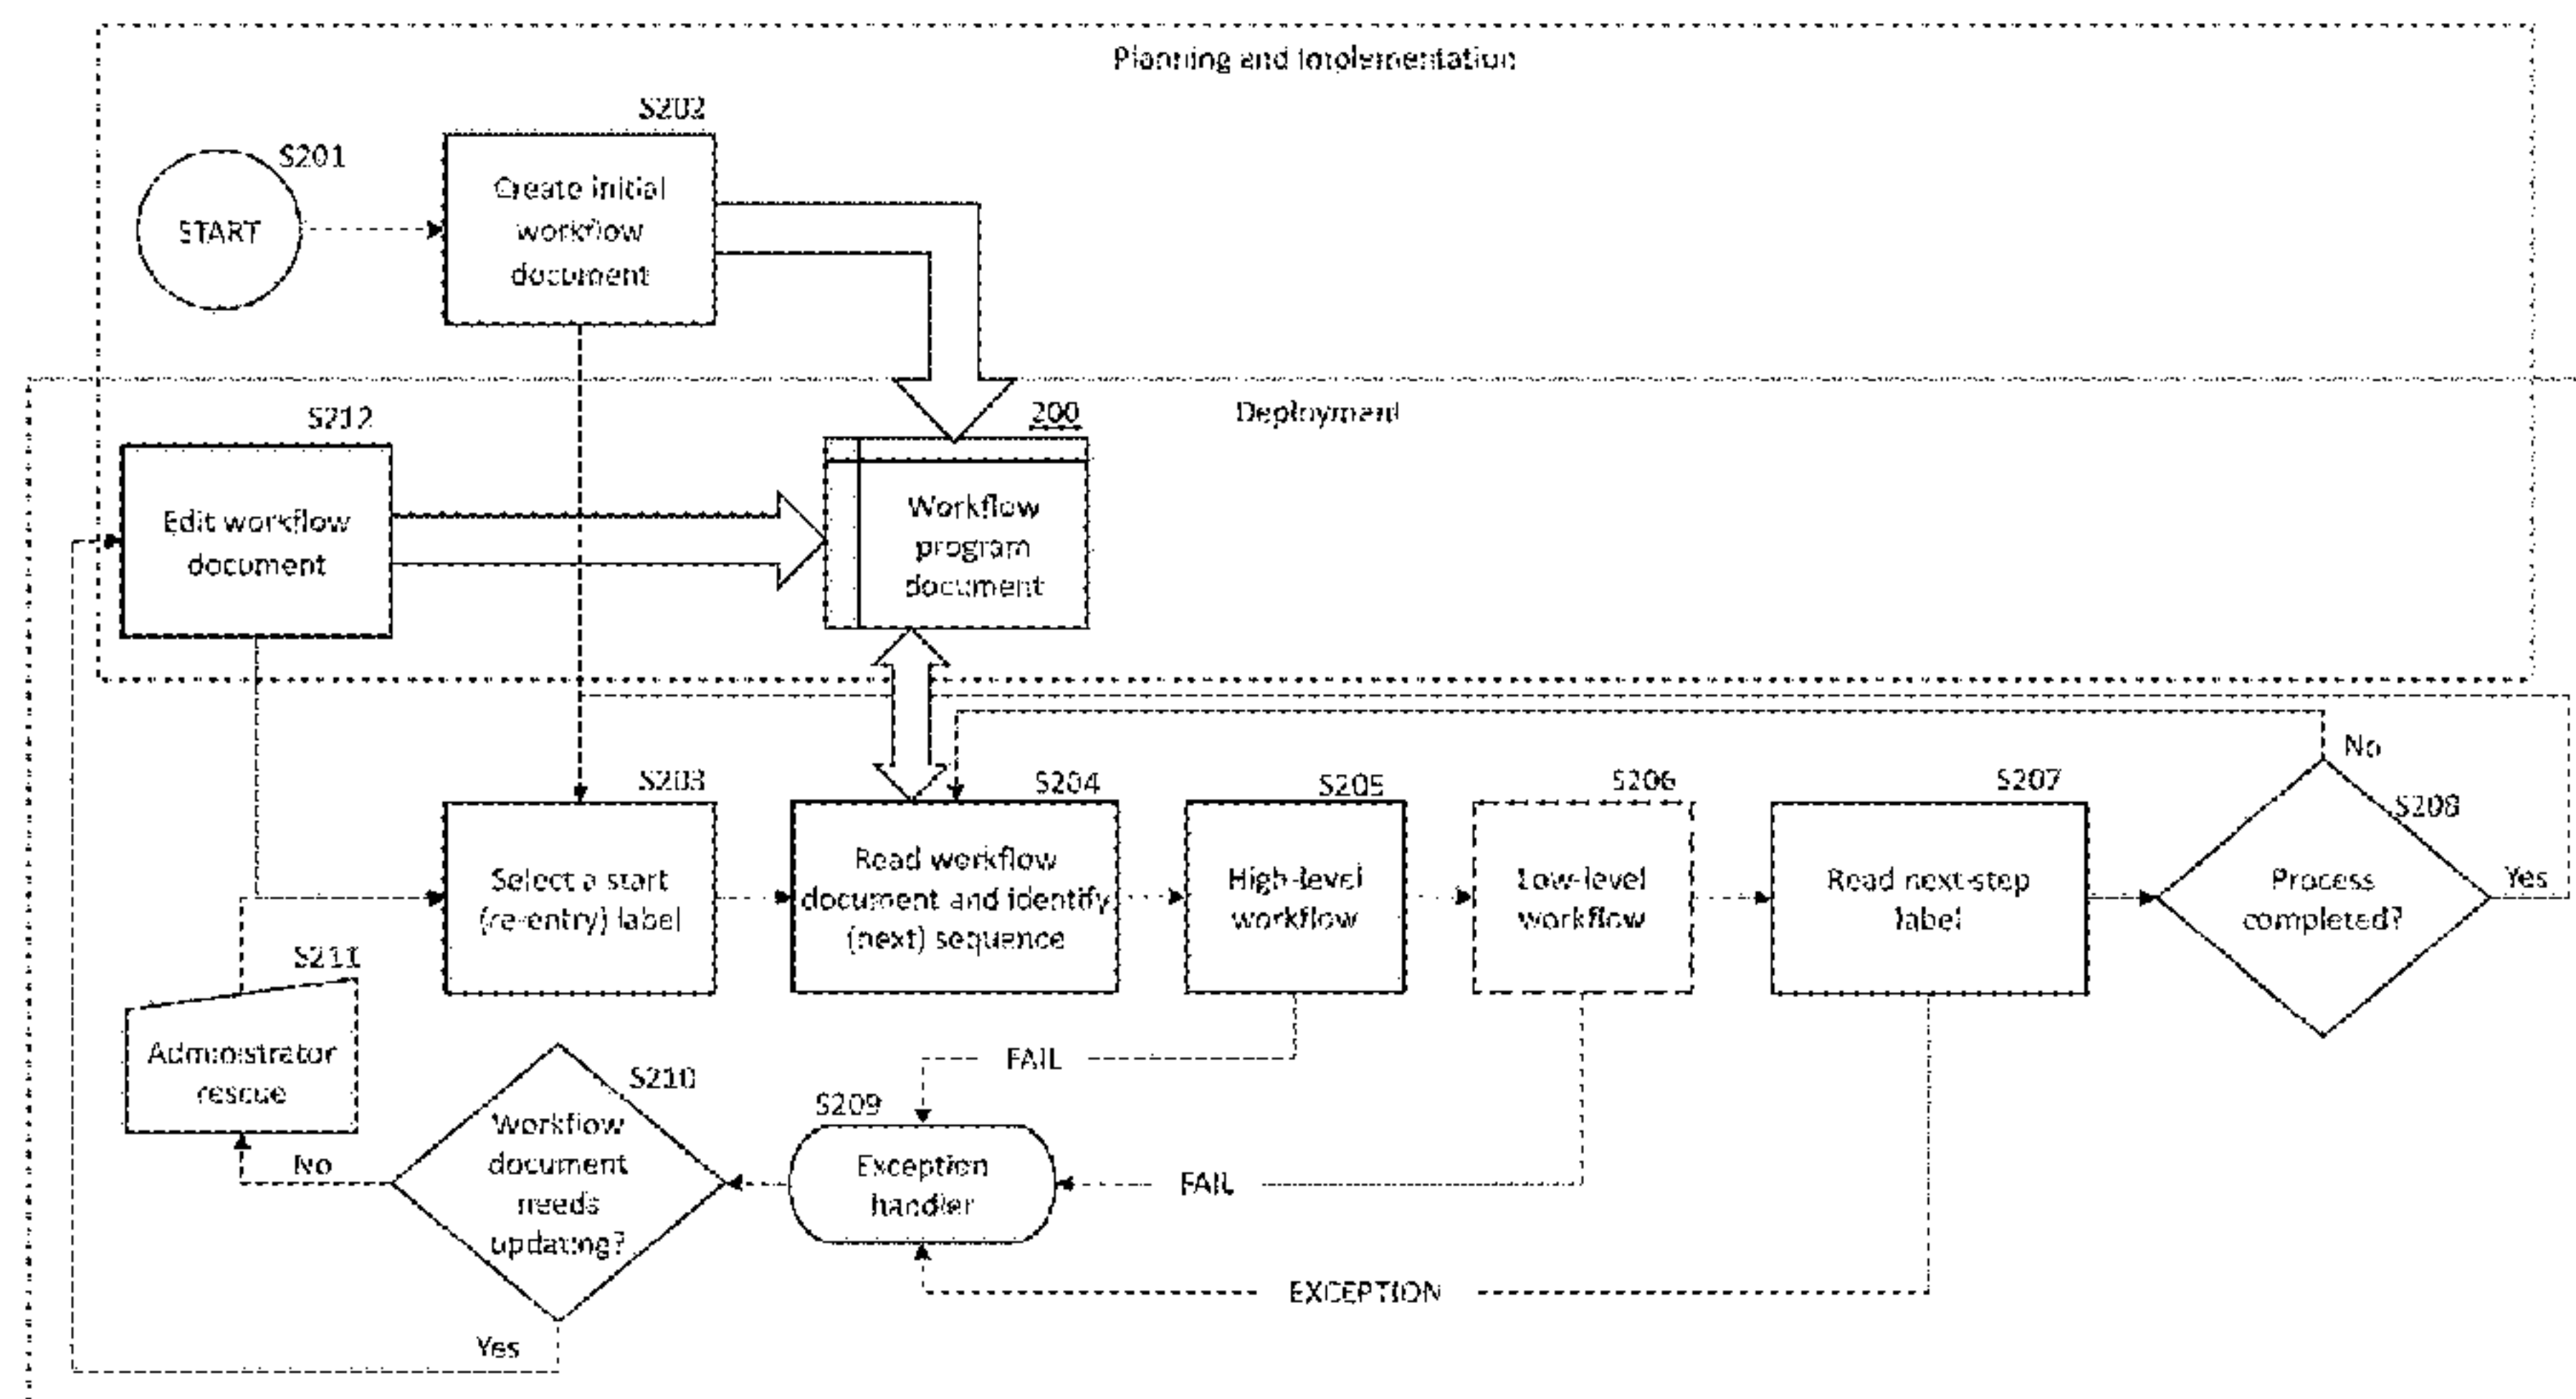 Planning and Implementation
S202
S201
START
Create initial
workflow
document
S212
200
Deployment
Edit workflow
document
Workflow
program
document
No
S203
S204
S205
S206
S207
S208
Select a start
(re-entry) label
Read workflow
document and identify
(next) sequence
High-level
workflow
Low-level
workflow
Read next-step
label
Process
completed?
Yes
S211
Administrator
rescue
FAIL
S210
S209
Workflow
document
needs
updating?
No
Exception
handler
FAIL
EXCEPTION
Yes